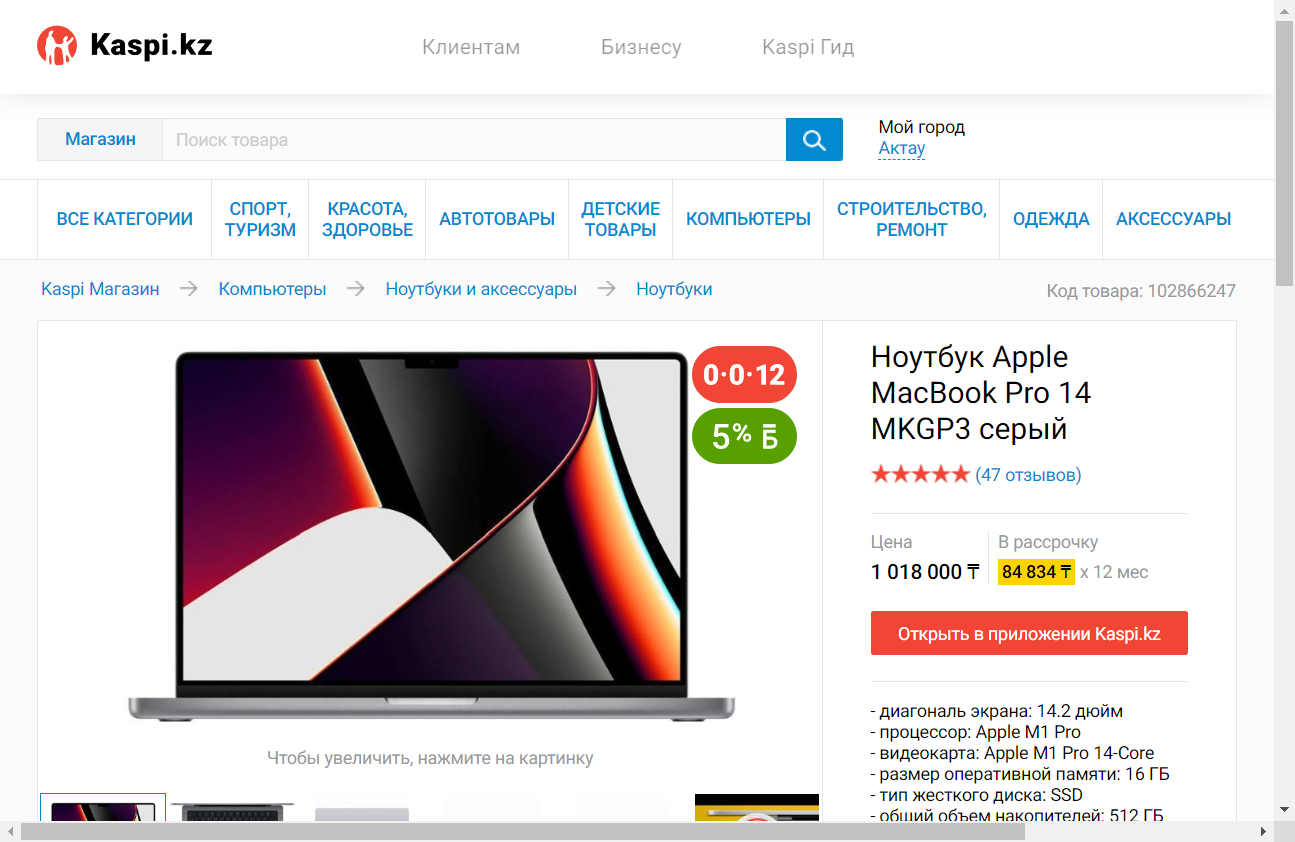 Kaspi.kz
Клиентам
Бизнесу
Kaspi Гид
Магазин
Поиск товара
Мой город
Актау
ВСЕ КАТЕГОРИИ
СПОРТ,
ТУРИЗМ
КРАСОТА,
ЗДОРОВЬЕ
АВТОТОВАРЫ
ДЕТСКИЕ
ТОВАРЫ
КОМПЬЮТЕРЫ
СТРОИТЕЛЬСТВО,
РЕМОНТ
ОДЕЖДА
АКСЕССУАРЫ
Kaspi Магазин
Компьютеры
Ноутбуки и аксессуары
Ноутбуки
Код товара: 102866247
0·0·12
5% Б
Ноутбук Apple
MacBook Pro 14
MKGP3 серый
(47 отзывов)
Цена
В рассрочку
1 018 000 ₸
84 834 ₸ x 12 мес
Открыть в приложении Kaspi.kz
- диагональ экрана: 14.2 дюйм
- процессор: Apple M1 Pro
- видеокарта: Apple M1 Pro 14-Core
- размер оперативной памяти: 16 ГБ
- тип жесткого диска: SSD
- общий объем накопителей: 512 ГБ
Чтобы увеличить, нажмите на картинку